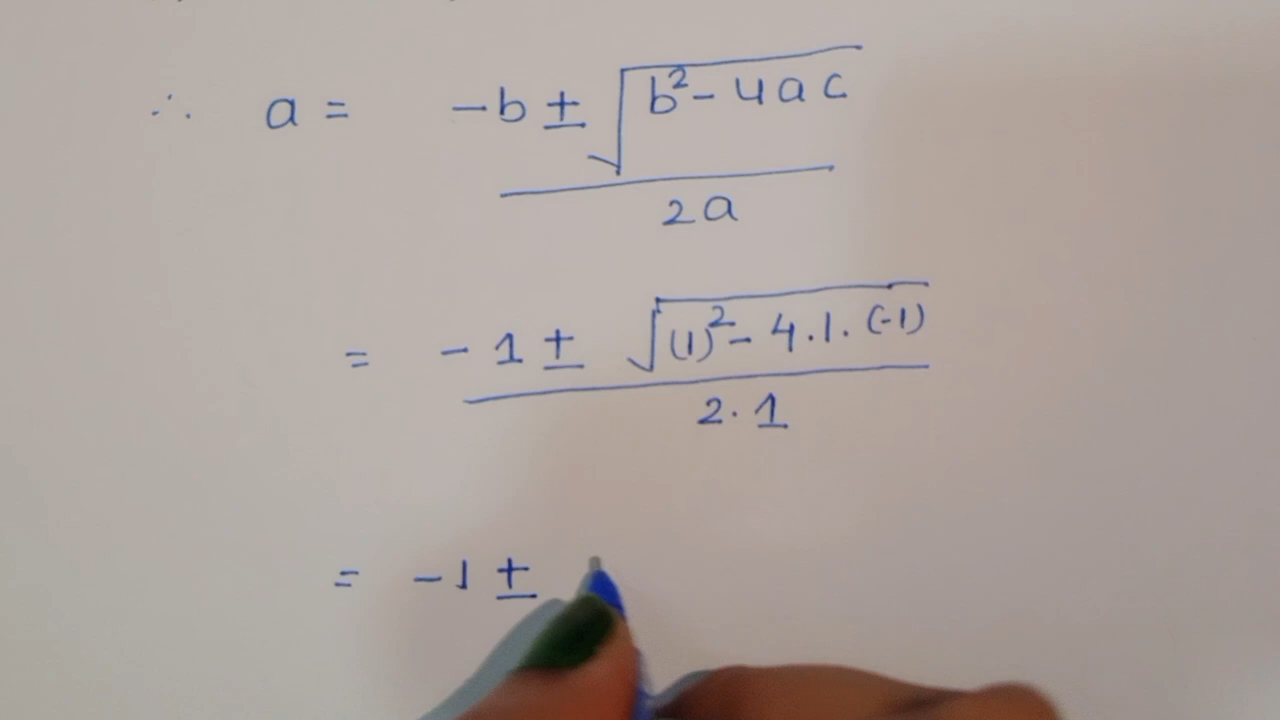 ∴ a = -b ± √(b² - 4ac)
2a
= -1 ± √((1)² - 4.1.(-1))
2.1
= -1 ±